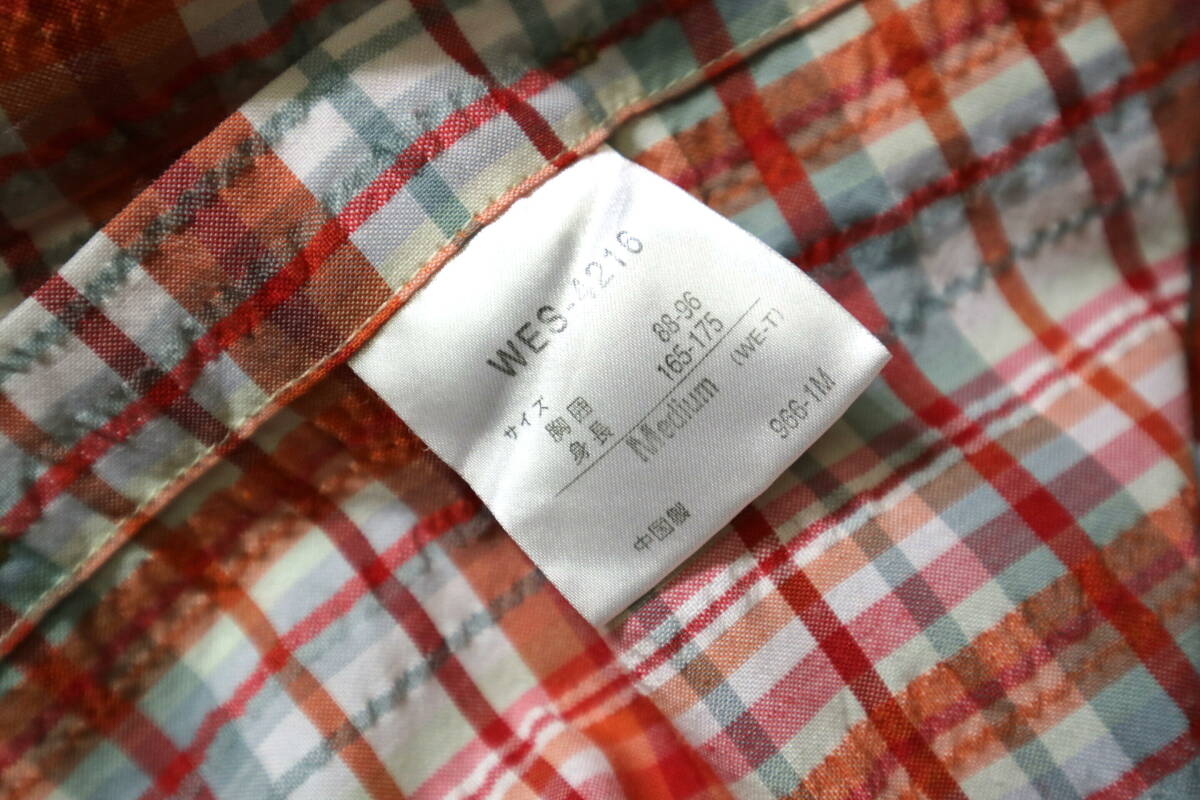 WES-4216
サイズ
胸囲 88-96
身長 165-175
Medium (WE-T)
966-1M
中国製